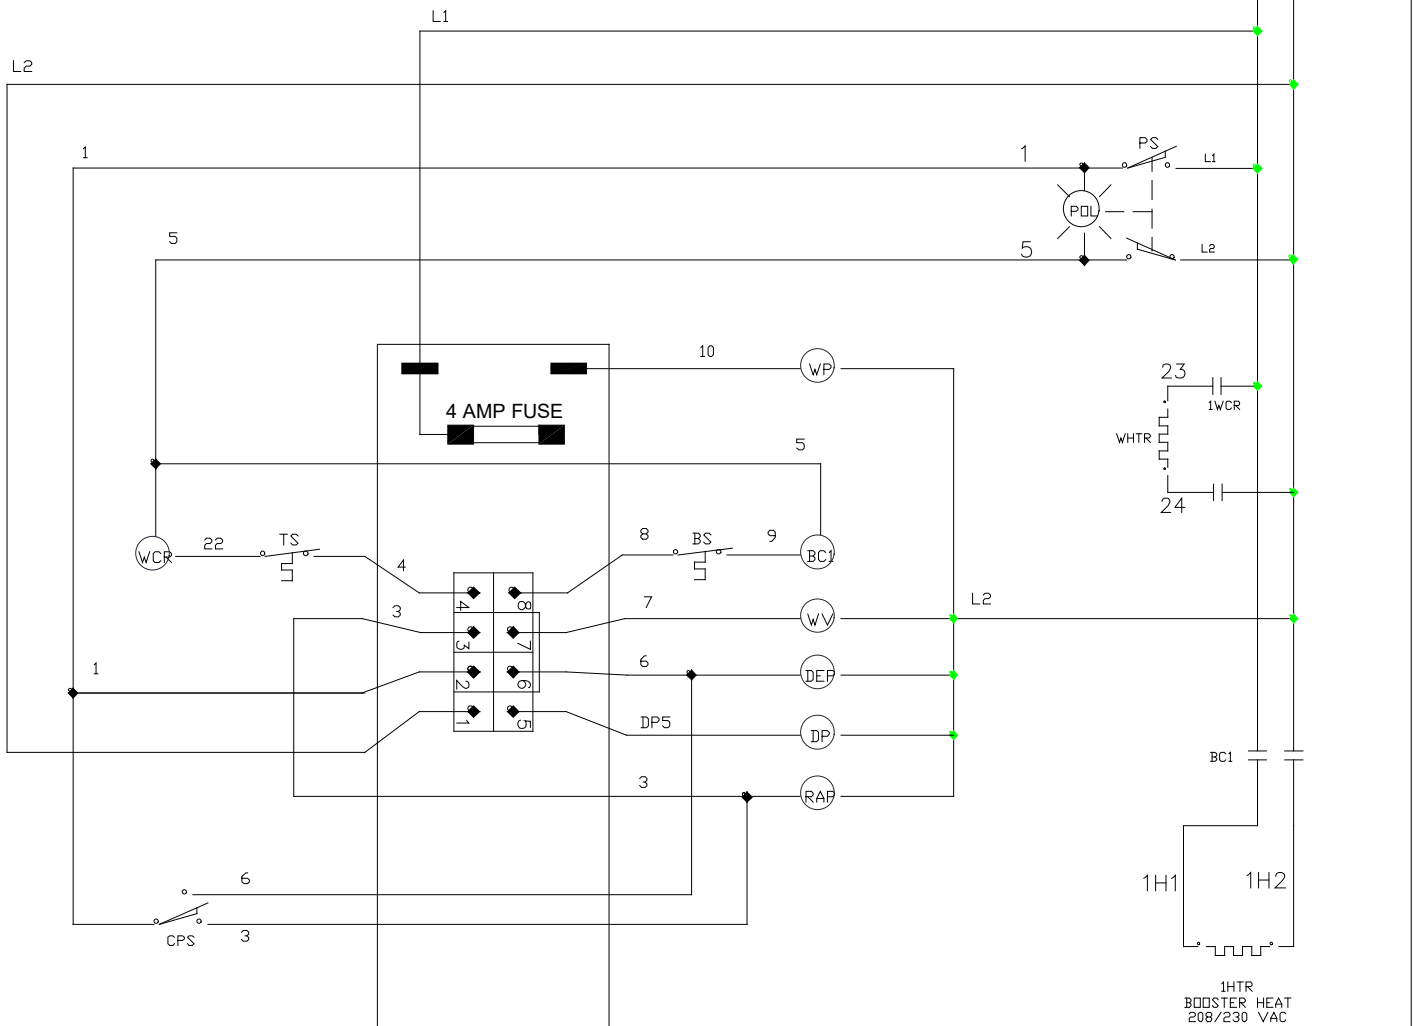 L1
L2
PS
1
1
L1
POL
5
5
L2
10
WP
23
1WCR
4 AMP FUSE
WHTR
5
24
WCR
22
TS
4
8
BS
9
BC1
4
8
3
7
WV
L2
3
7
1
6
DEP
2
6
DP5
DP
1
5
BC1
3
RAP
6
1H1
1H2
CPS
3
1HTR
BOOSTER HEAT
208/230 VAC